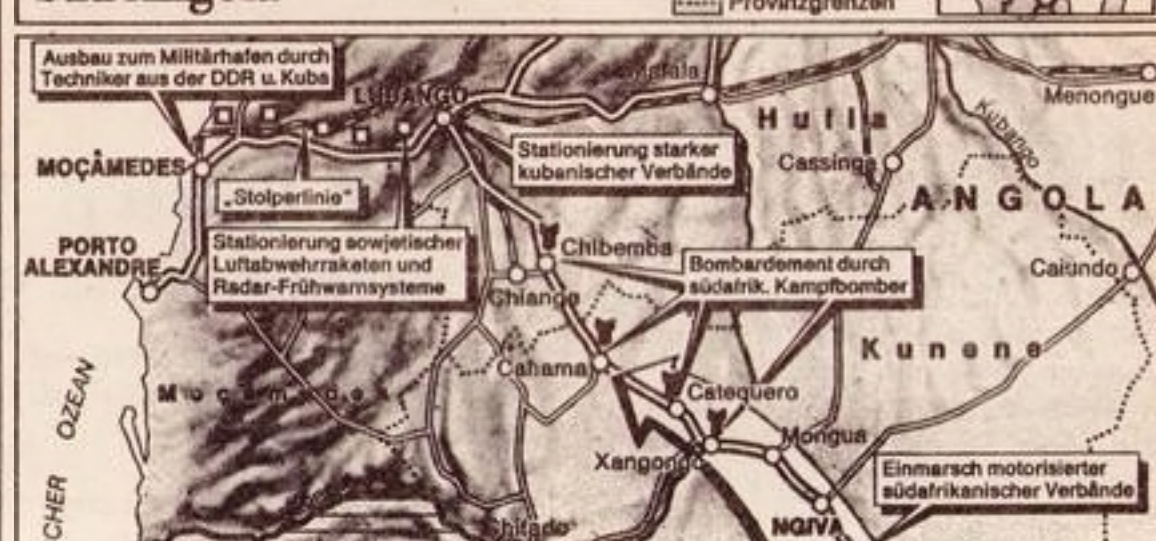 Provinzgrenzen
Ausbau zum Militärhafen durch
Techniker aus der DDR u. Kuba
LUBANGO
Menongue
Kubango
Huila
Stationierung starker
kubanischer Verbände
Cassinga
MOÇÂMEDES
„Stolperlinie“
ANGOLA
PORTO
ALEXANDRE
Stationierung sowjetischer
Luftabwehrraketen und
Radar-Frühwarnsysteme
Chibemba
Bombardement durch
südafrik. Kampfbomber
Caiundo
Chiange
Kunene
Cahama
OZEAN
Moçamedes
Catequero
Mongua
Xangongo
Einmarsch motorisierter
südafrikanischer Verbände
CHER
NGIVA
Chitado